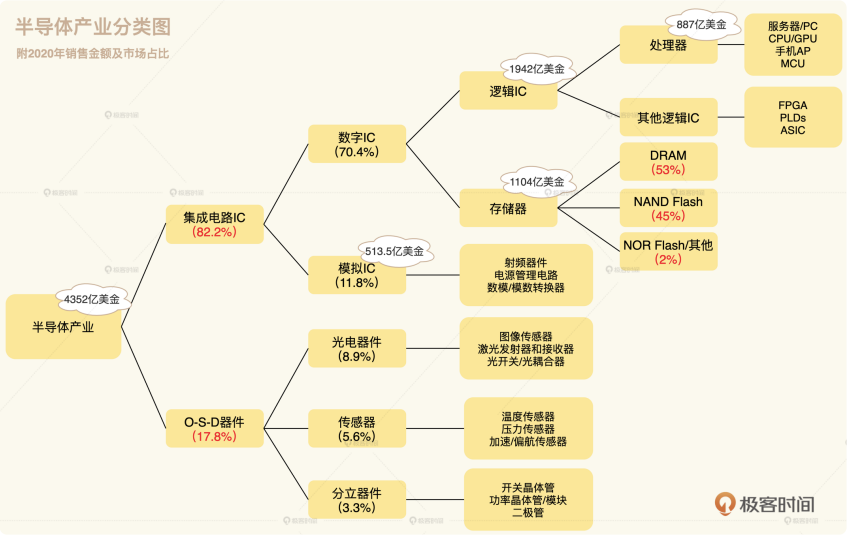 半导体产业分类图
附2020年销售金额及市场占比
半导体产业
4352亿美金
集成电路IC
(82.2%)
O-S-D器件
(17.8%)
数字IC
(70.4%)
模拟IC
(11.8%)
513.5亿美金
光电器件
(8.9%)
传感器
(5.6%)
分立器件
(3.3%)
逻辑IC
1942亿美金
存储器
1104亿美金
射频器件
电源管理电路
数模/模数转换器
图像传感器
激光发射器和接收器
光开关/光耦合器
温度传感器
压力传感器
加速/偏航传感器
开关晶体管
功率晶体管/模块
二极管
处理器
887亿美金
其他逻辑IC
DRAM
(53%)
NAND Flash
(45%)
NOR Flash/其他
(2%)
服务器/PC
CPU/GPU
手机AP
MCU
FPGA
PLDs
ASIC
极客时间